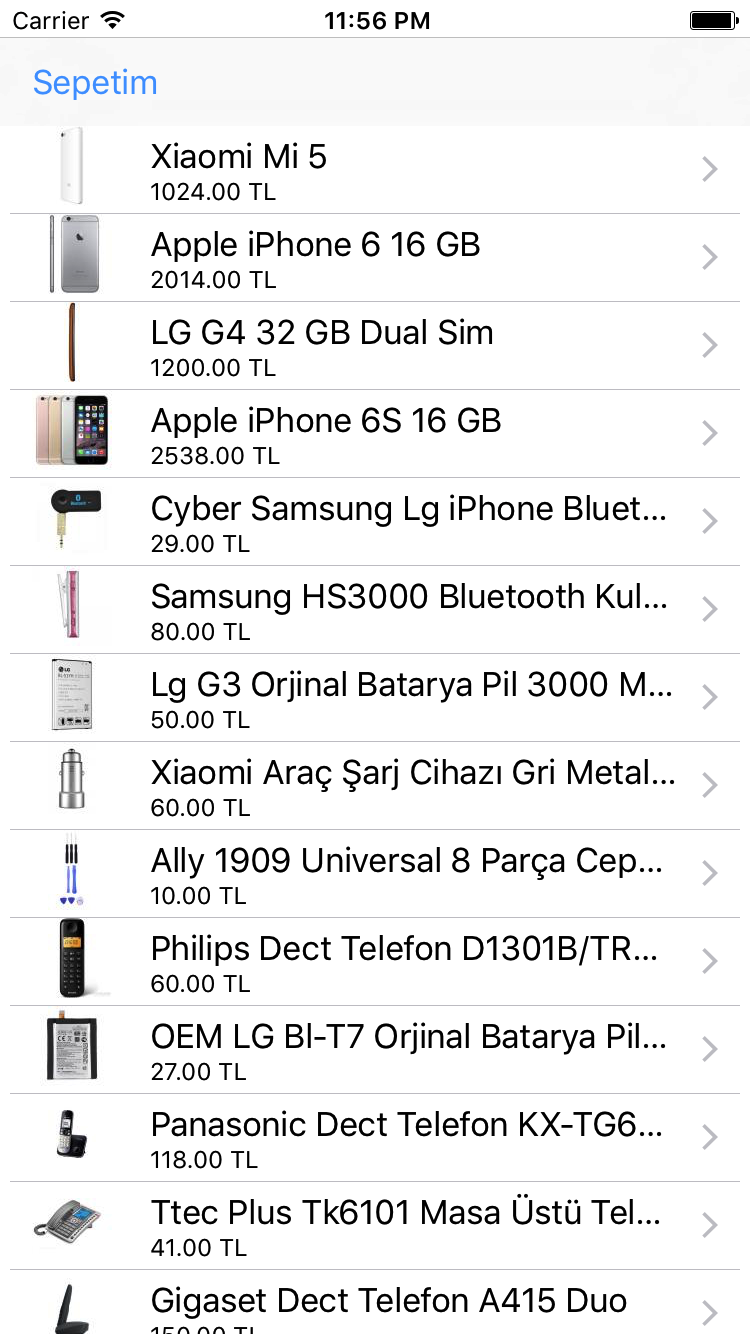 Carrier 11:56 PM
Sepetim
Xiaomi Mi 5
1024.00 TL
Apple iPhone 6 16 GB
2014.00 TL
LG G4 32 GB Dual Sim
1200.00 TL
Apple iPhone 6S 16 GB
2538.00 TL
Cyber Samsung Lg iPhone Bluet...
29.00 TL
Samsung HS3000 Bluetooth Kul...
80.00 TL
Lg G3 Orjinal Batarya Pil 3000 M...
50.00 TL
Xiaomi Araç Şarj Cihazı Gri Metal...
60.00 TL
Ally 1909 Universal 8 Parça Cep...
10.00 TL
Philips Dect Telefon D1301B/TR...
60.00 TL
OEM LG Bl-T7 Orjinal Batarya Pil...
27.00 TL
Panasonic Dect Telefon KX-TG6...
118.00 TL
Ttec Plus Tk6101 Masa Üstü Tel...
41.00 TL
Gigaset Dect Telefon A415 Duo
150.00 TL